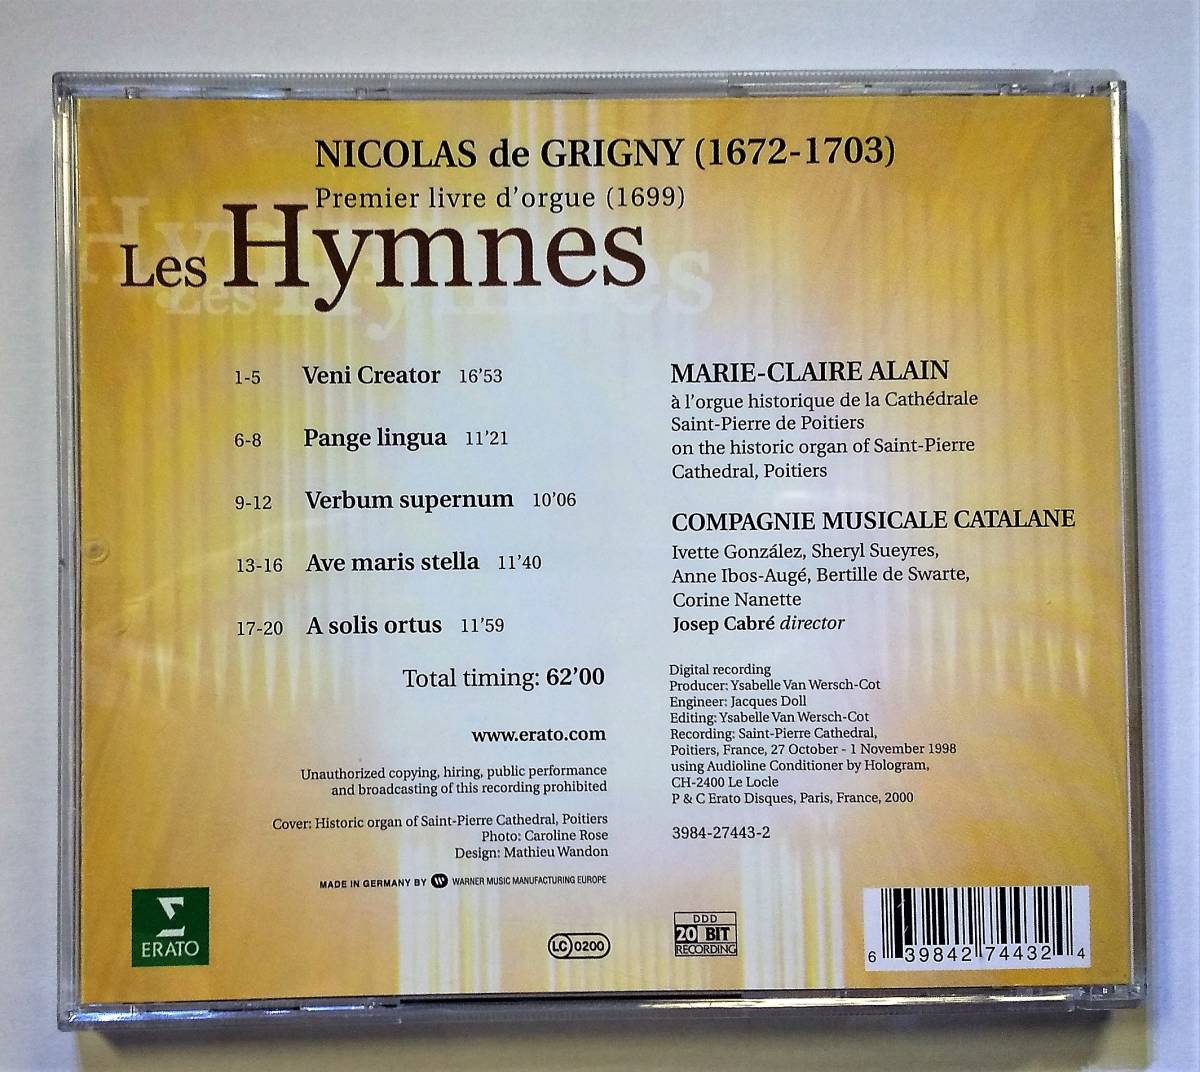 NICOLAS de GRIGNY (1672-1703)
Premier livre d'orgue (1699)
Les Hymnes
1-5 Veni Creator 16'53
6-8 Pange lingua 11'21
9-12 Verbum supernum 10'06
13-16 Ave maris stella 11'40
17-20 A solis ortus 11'59
Total timing: 62'00
www.erato.com
Unauthorized copying, hiring, public performance
and broadcasting of this recording prohibited
Cover: Historic organ of Saint-Pierre Cathedral, Poitiers
Photo: Caroline Rose
Design: Mathieu Wandon
MADE IN GERMANY BY WARNER MUSIC MANUFACTURING EUROPE
MARIE-CLAIRE ALAIN
à l'orgue historique de la Cathédrale
Saint-Pierre de Poitiers
on the historic organ of Saint-Pierre
Cathedral, Poitiers
COMPAGNIE MUSICALE CATALANE
Ivette González, Sheryl Sueyres,
Anne Ibos-Augé, Bertille de Swarte,
Corine Nanette
Josep Cabré director
Digital recording
Producer: Ysabelle Van Wersch-Cot
Engineer: Jacques Doll
Editing: Ysabelle Van Wersch-Cot
Recording: Saint-Pierre Cathedral,
Poitiers, France, 27 October - 1 November 1998
using Audioline Conditioner by Hologram,
CH-2400 Le Locle
P & C Erato Disques, Paris, France, 2000
3984-27443-2
ERATO
LC 0200
DDD
20 BIT
RECORDING
6 39842 74432 4